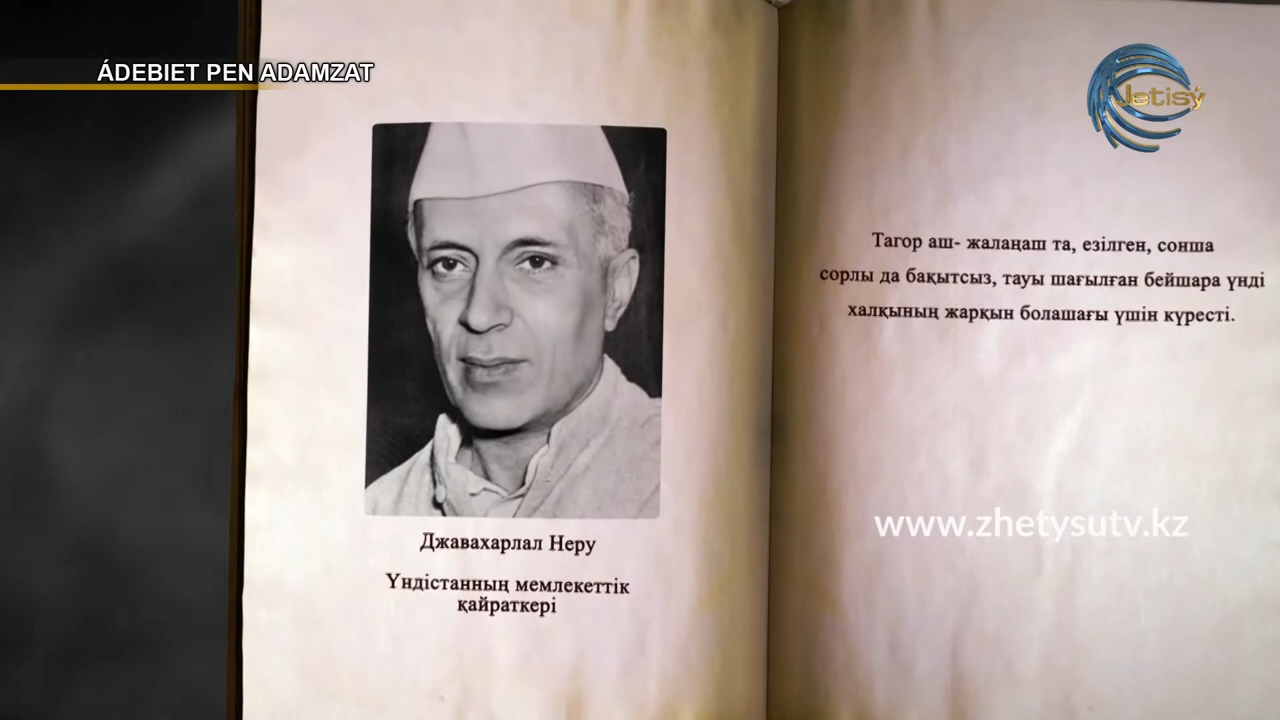 ÁDEBIET PEN ADAMZAT
Jetisý
Тагор аш- жалаңаш та, езілген, сонша
сорлы да бақытсыз, тауы шағылған бейшара үнді
халқының жарқын болашағы үшін күресті.
www.zhetysutv.kz
Джавахарлал Неру
Үндістанның мемлекеттік
қайраткері